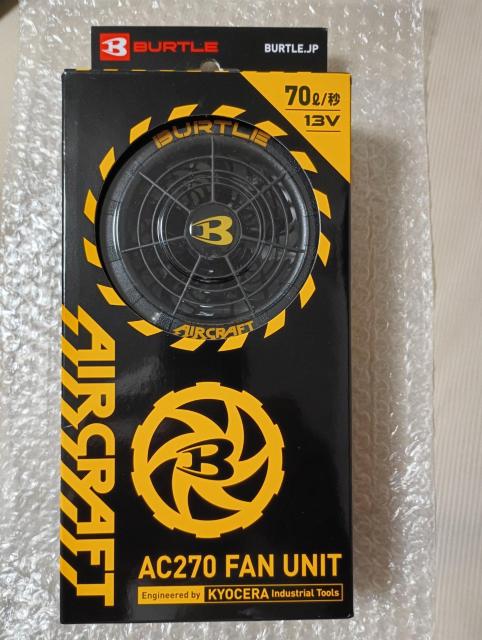 B BURTLE
BURTLE.JP
70ℓ/秒
13V
BURTLE
B
AIRCRAFT
AIRCRAFT
B
AC270 FAN UNIT
Engineered by KYOCERA Industrial Tools